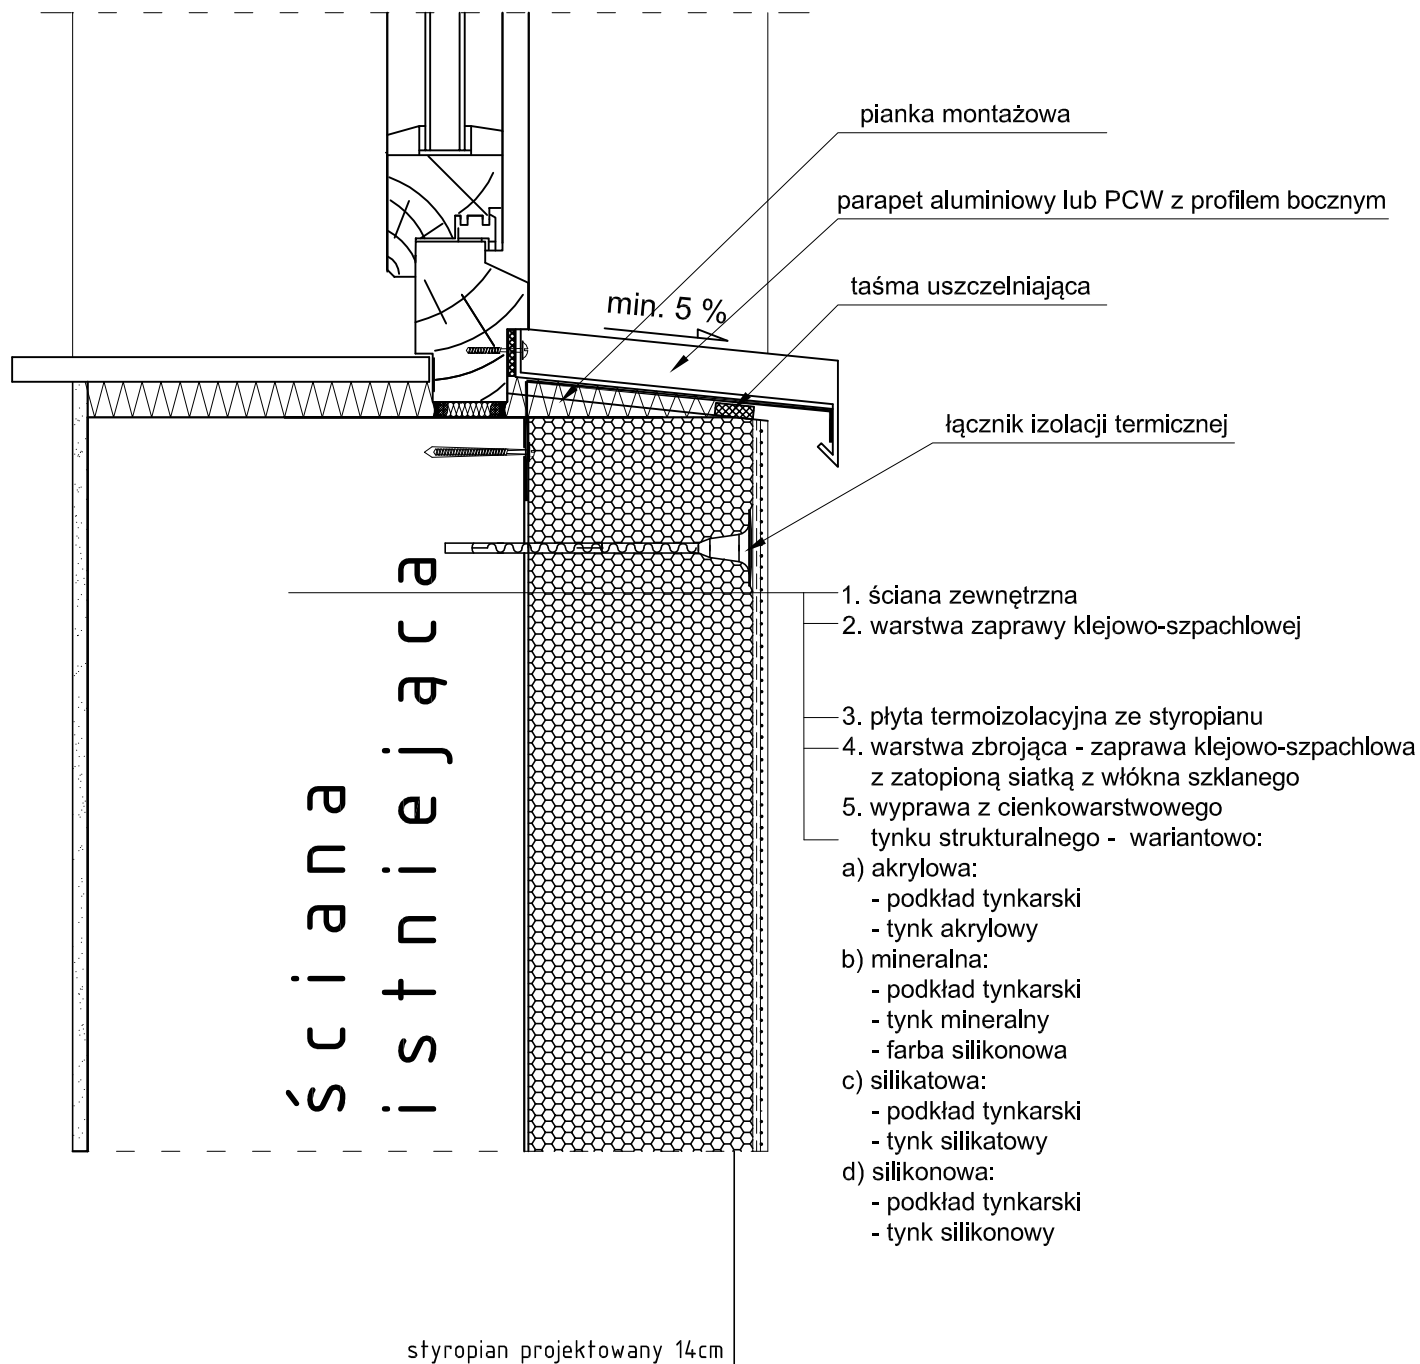 pianka montażowa
parapet aluminiowy lub PCW z profilem bocznym
taśma uszczelniająca
min. 5 %
łącznik izolacji termicznej
1. ściana zewnętrzna
2. warstwa zaprawy klejowo-szpachlowej
3. płyta termoizolacyjna ze styropianu
4. warstwa zbrojąca - zaprawa klejowo-szpachlowa
z zatopioną siatką z włókna szklanego
5. wyprawa z cienkowarstwowego
tynku strukturalnego - wariantowo:
a) akrylowa:
- podkład tynkarski
- tynk akrylowy
b) mineralna:
- podkład tynkarski
- tynk mineralny
- farba silikonowa
c) silikatowa:
- podkład tynkarski
- tynk silikatowy
d) silikonowa:
- podkład tynkarski
- tynk silikonowy
ściana
istniejąca
styropian projektowany 14cm